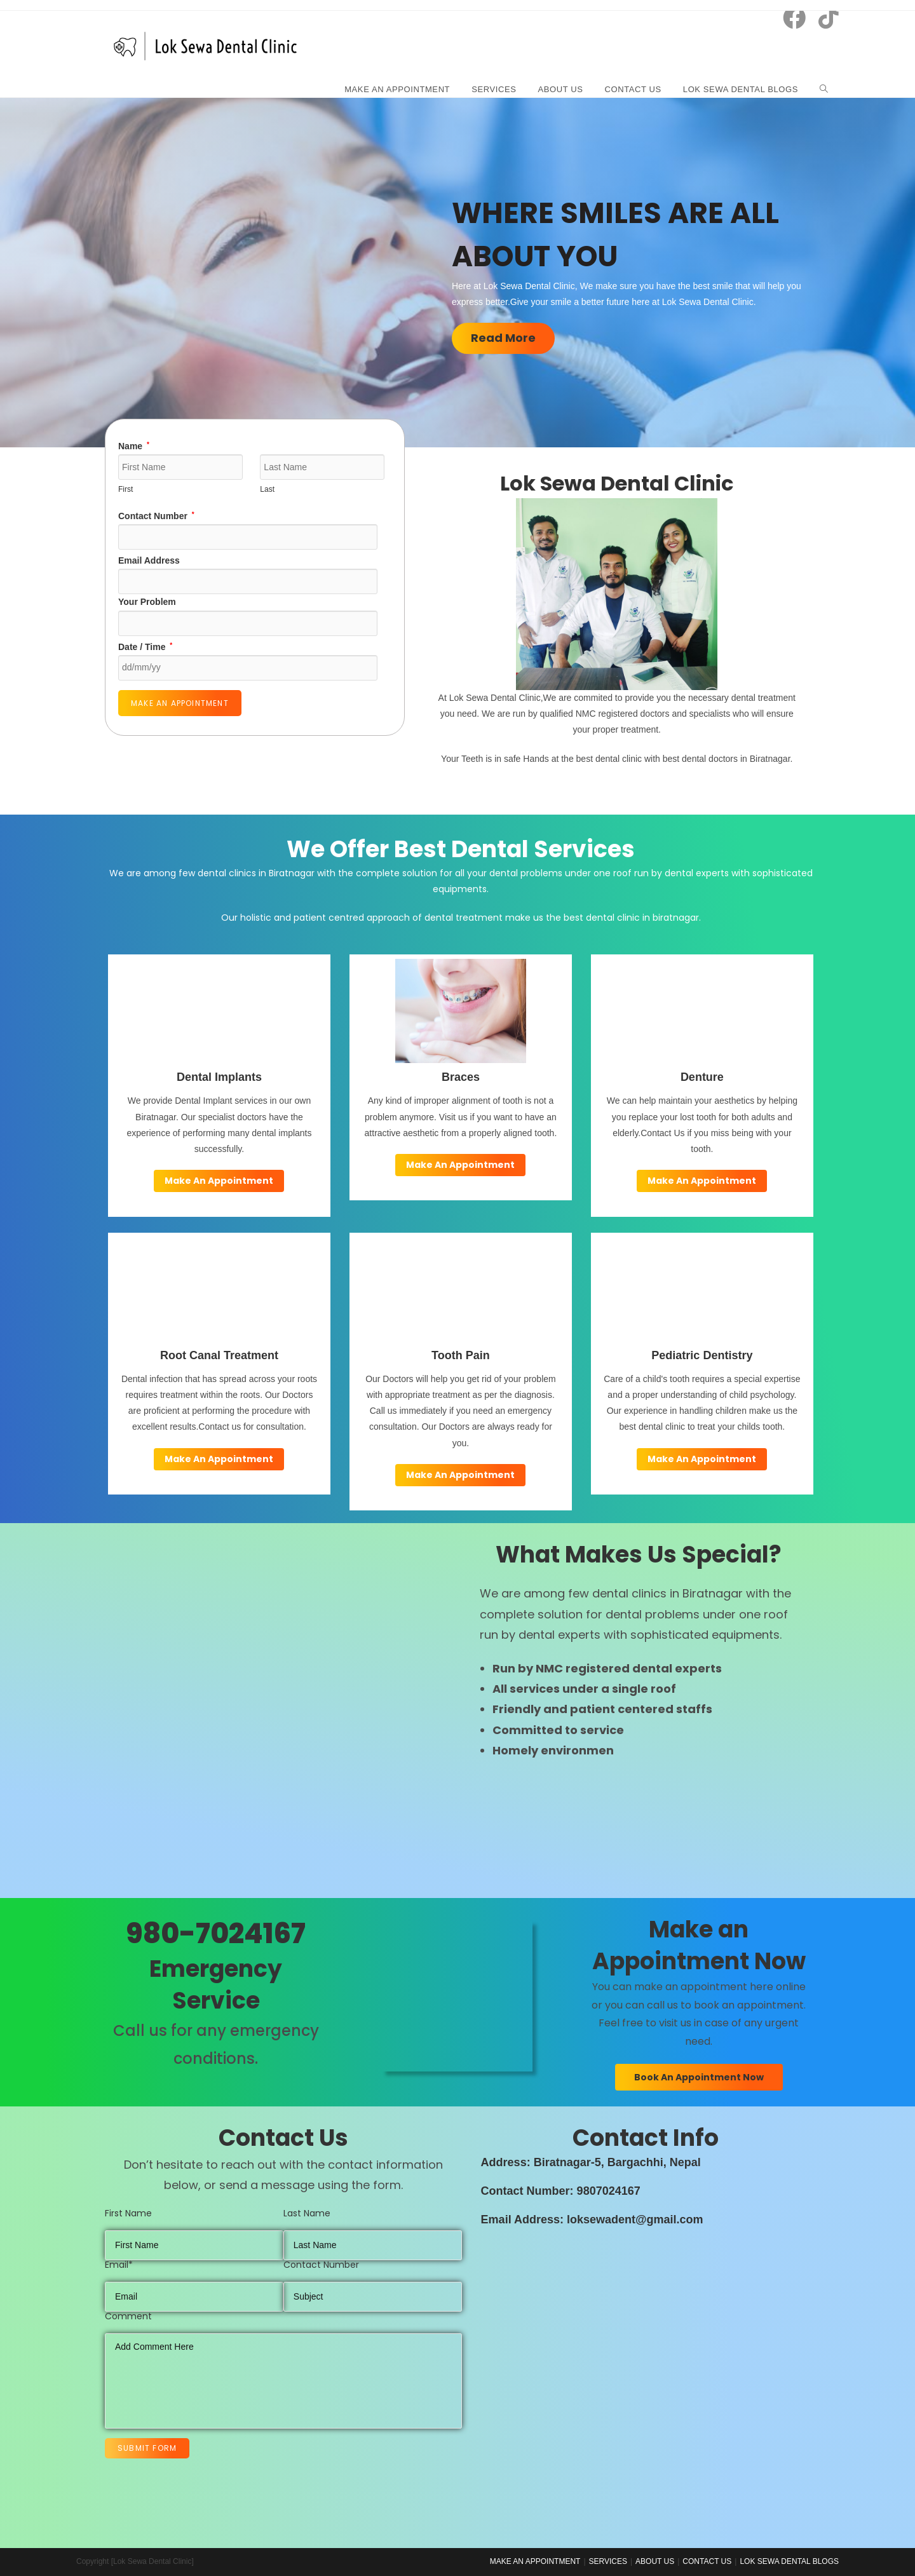 Lok Sewa Dental Clinic
MAKE AN APPOINTMENT SERVICES ABOUT US CONTACT US LOK SEWA DENTAL BLOGS
WHERE SMILES ARE ALL
ABOUT YOU
Here at Lok Sewa Dental Clinic, We make sure you have the best smile that will help you
express better.Give your smile a better future here at Lok Sewa Dental Clinic.
Read More
Name *
First Name Last Name
First Last
Contact Number *
Email Address
Your Problem
Date / Time *
dd/mm/yy
MAKE AN APPOINTMENT
Lok Sewa Dental Clinic
At Lok Sewa Dental Clinic,We are commited to provide you the necessary dental treatment
you need. We are run by qualified NMC registered doctors and specialists who will ensure
your proper treatment.
Your Teeth is in safe Hands at the best dental clinic with best dental doctors in Biratnagar.
We Offer Best Dental Services
We are among few dental clinics in Biratnagar with the complete solution for all your dental problems under one roof run by dental experts with sophisticated
equipments.
Our holistic and patient centred approach of dental treatment make us the best dental clinic in biratnagar.
Dental Implants
We provide Dental Implant services in our own
Biratnagar. Our specialist doctors have the
experience of performing many dental implants
successfully.
Make An Appointment
Braces
Any kind of improper alignment of tooth is not a
problem anymore. Visit us if you want to have an
attractive aesthetic from a properly aligned tooth.
Make An Appointment
Denture
We can help maintain your aesthetics by helping
you replace your lost tooth for both adults and
elderly.Contact Us if you miss being with your
tooth.
Make An Appointment
Root Canal Treatment
Dental infection that has spread across your roots
requires treatment within the roots. Our Doctors
are proficient at performing the procedure with
excellent results.Contact us for consultation.
Make An Appointment
Tooth Pain
Our Doctors will help you get rid of your problem
with appropriate treatment as per the diagnosis.
Call us immediately if you need an emergency
consultation. Our Doctors are always ready for
you.
Make An Appointment
Pediatric Dentistry
Care of a child's tooth requires a special expertise
and a proper understanding of child psychology.
Our experience in handling children make us the
best dental clinic to treat your childs tooth.
Make An Appointment
What Makes Us Special?
We are among few dental clinics in Biratnagar with the
complete solution for dental problems under one roof
run by dental experts with sophisticated equipments.
• Run by NMC registered dental experts
• All services under a single roof
• Friendly and patient centered staffs
• Committed to service
• Homely environmen
980-7024167
Emergency
Service
Call us for any emergency
conditions.
Make an
Appointment Now
You can make an appointment here online
or you can call us to book an appointment.
Feel free to visit us in case of any urgent
need.
Book An Appointment Now
Contact Us
Don't hesitate to reach out with the contact information
below, or send a message using the form.
First Name Last Name
First Name Last Name
Email* Contact Number
Email Subject
Comment
Add Comment Here
SUBMIT FORM
Contact Info
Address: Biratnagar-5, Bargachhi, Nepal
Contact Number: 9807024167
Email Address: loksewadent@gmail.com
Copyright [Lok Sewa Dental Clinic]
MAKE AN APPOINTMENT | SERVICES | ABOUT US | CONTACT US | LOK SEWA DENTAL BLOGS